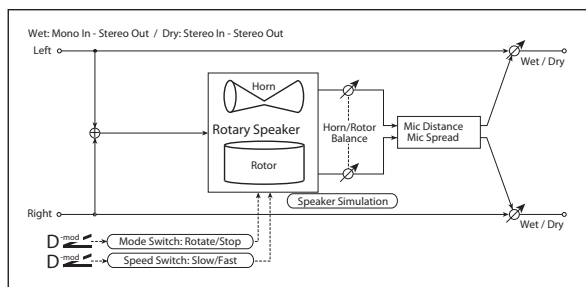 Wet: Mono In - Stereo Out / Dry: Stereo In - Stereo Out
Left
Wet / Dry
Horn
Rotary Speaker
Rotor
Horn/Rotor
Balance
Mic Distance
Mic Spread
Speaker Simulation
Right
Wet / Dry
D-mod
Mode Switch: Rotate/Stop
D-mod
Speed Switch: Slow/Fast